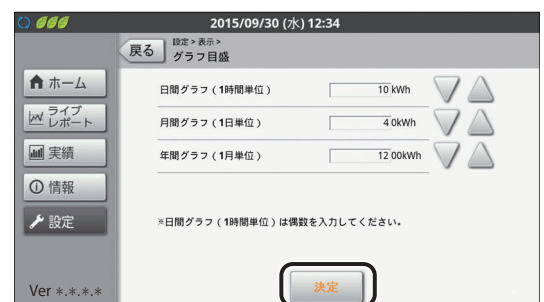 2015/09/30 (水) 12:34
戻る
設定 > 表示 >
グラフ目盛
ホーム
ライブ
レポート
実績
情報
設定
Ver *.*.*.*
日間グラフ ( 1時間単位 ) 10 kWh
月間グラフ ( 1日単位 ) 4 0kWh
年間グラフ ( 1月単位 ) 12 00kWh
※日間グラフ ( 1時間単位 ) は偶数を入力してください。
決定